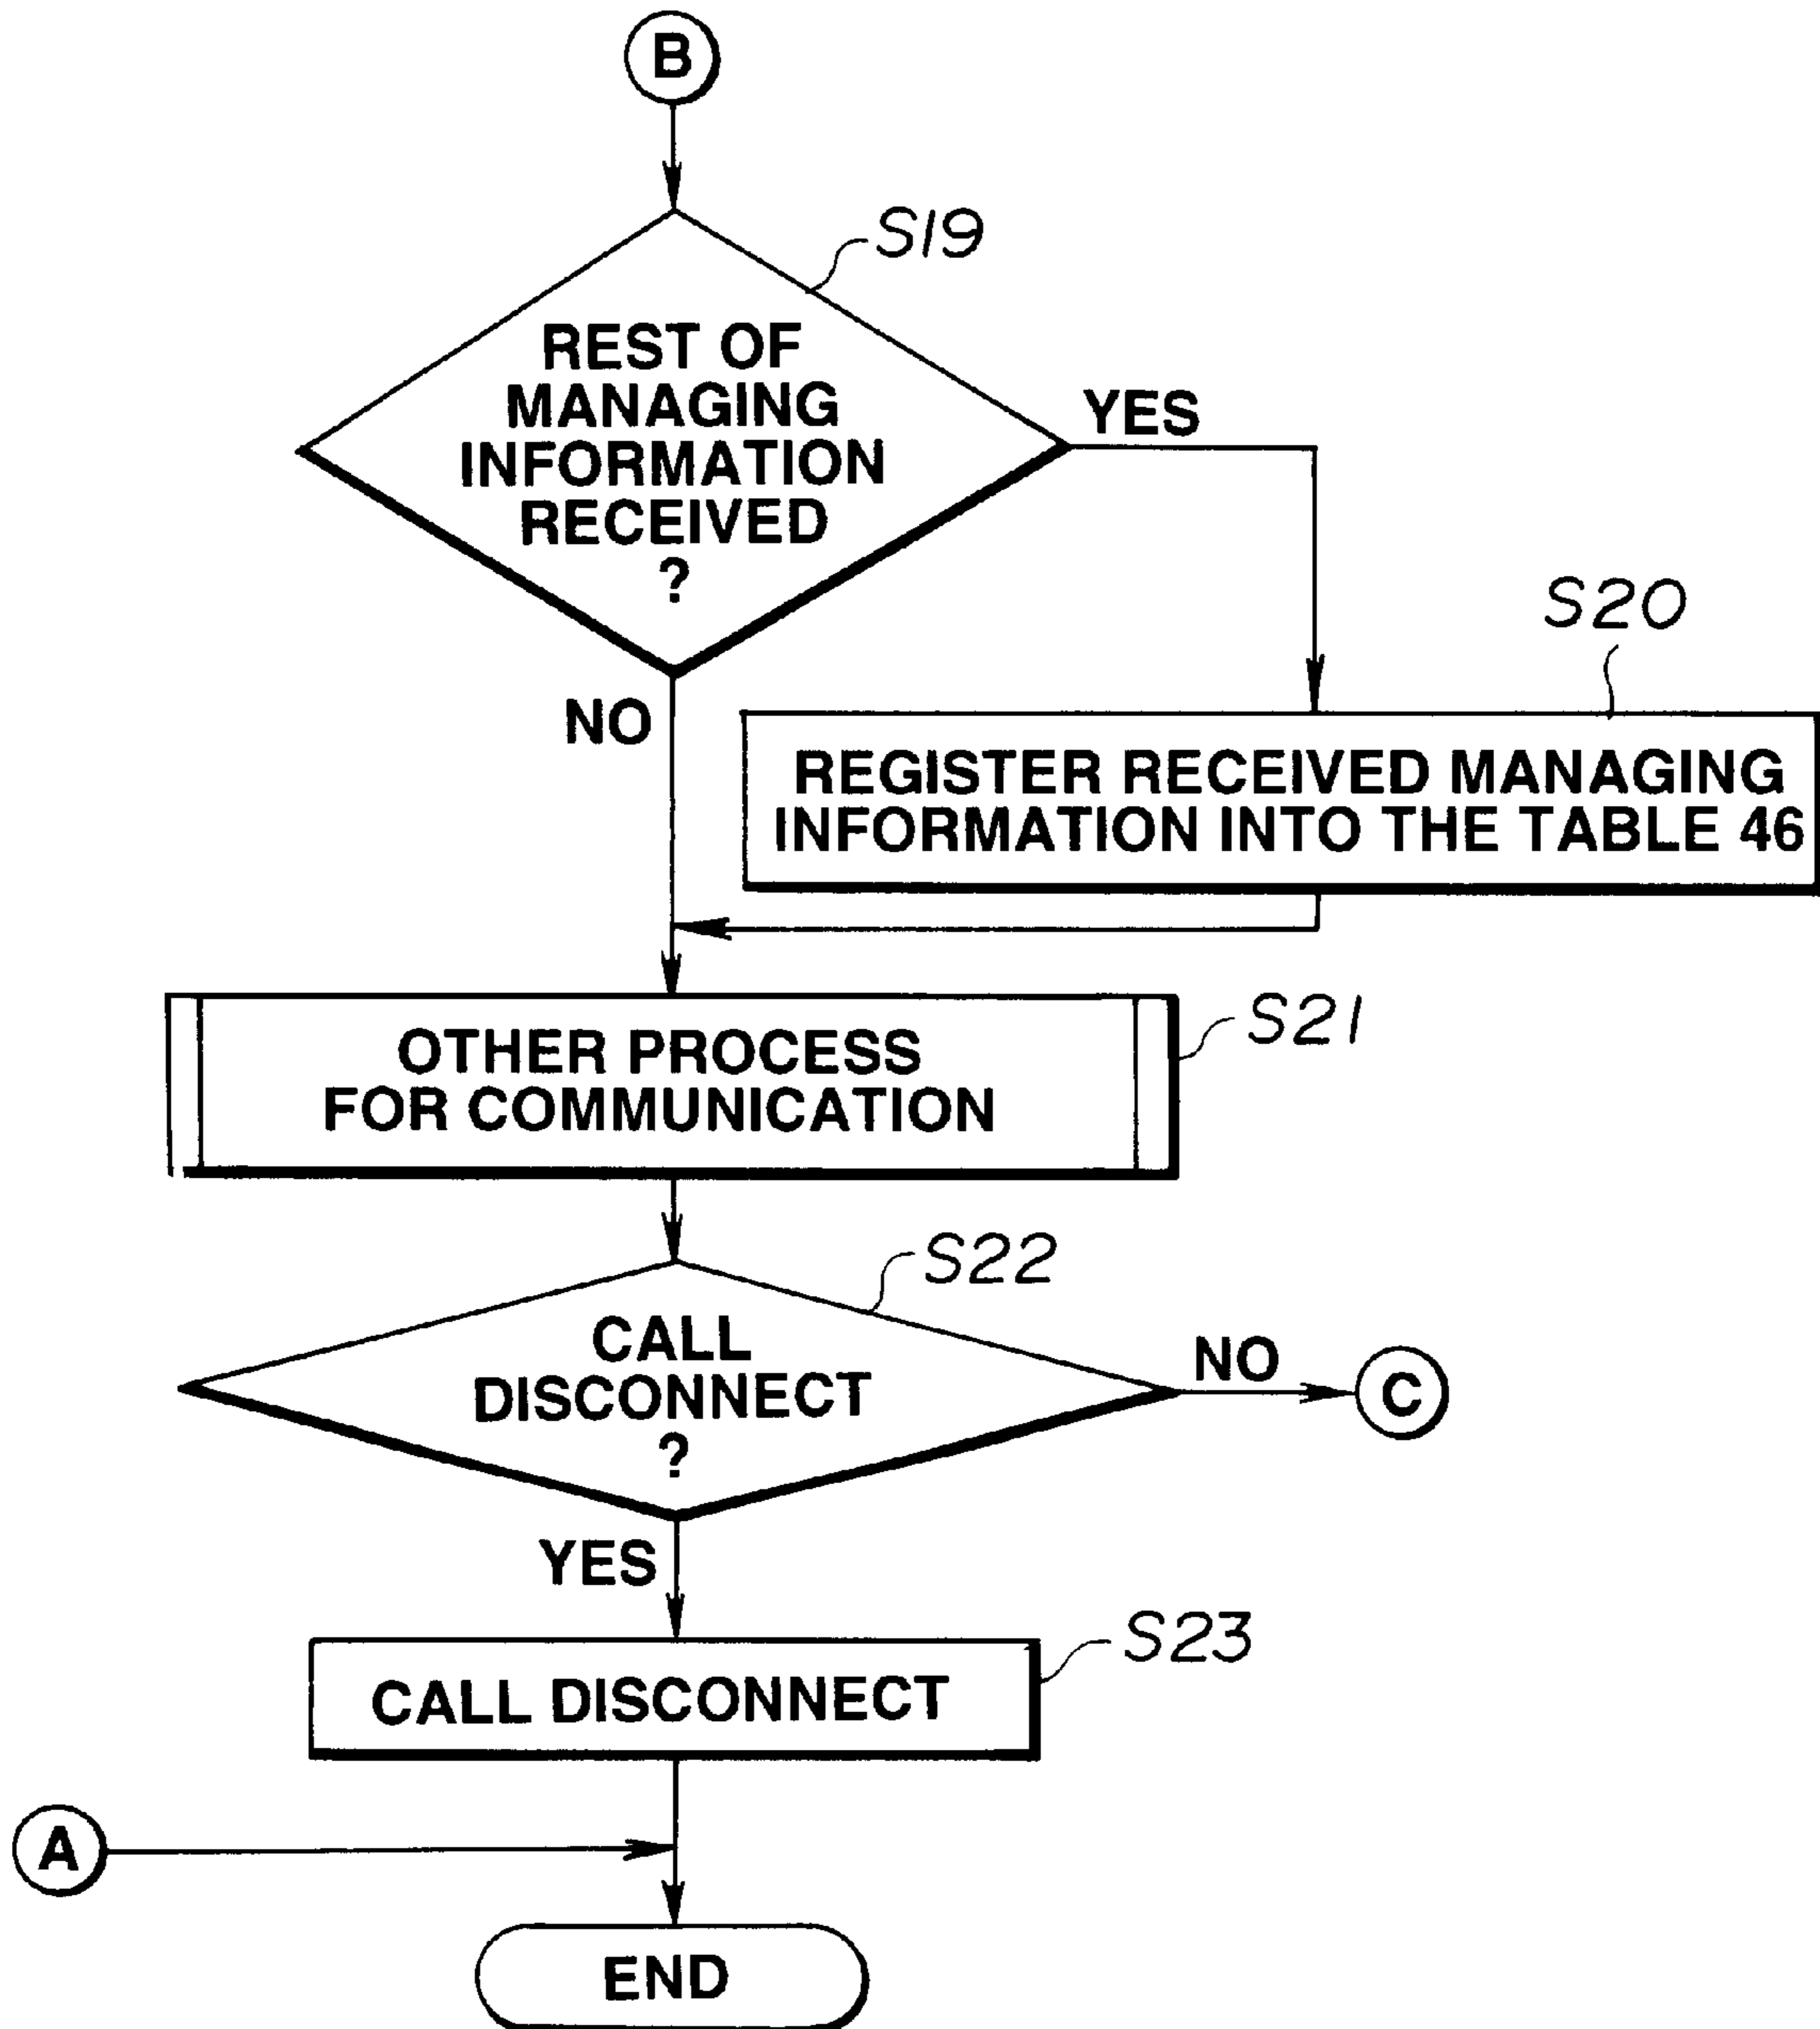 B
S19
REST OF
MANAGING
INFORMATION
RECEIVED
?
YES
NO
S20
REGISTER RECEIVED MANAGING
INFORMATION INTO THE TABLE 46
OTHER PROCESS
FOR COMMUNICATION
S21
S22
CALL
DISCONNECT
?
NO
C
YES
S23
CALL DISCONNECT
A
END